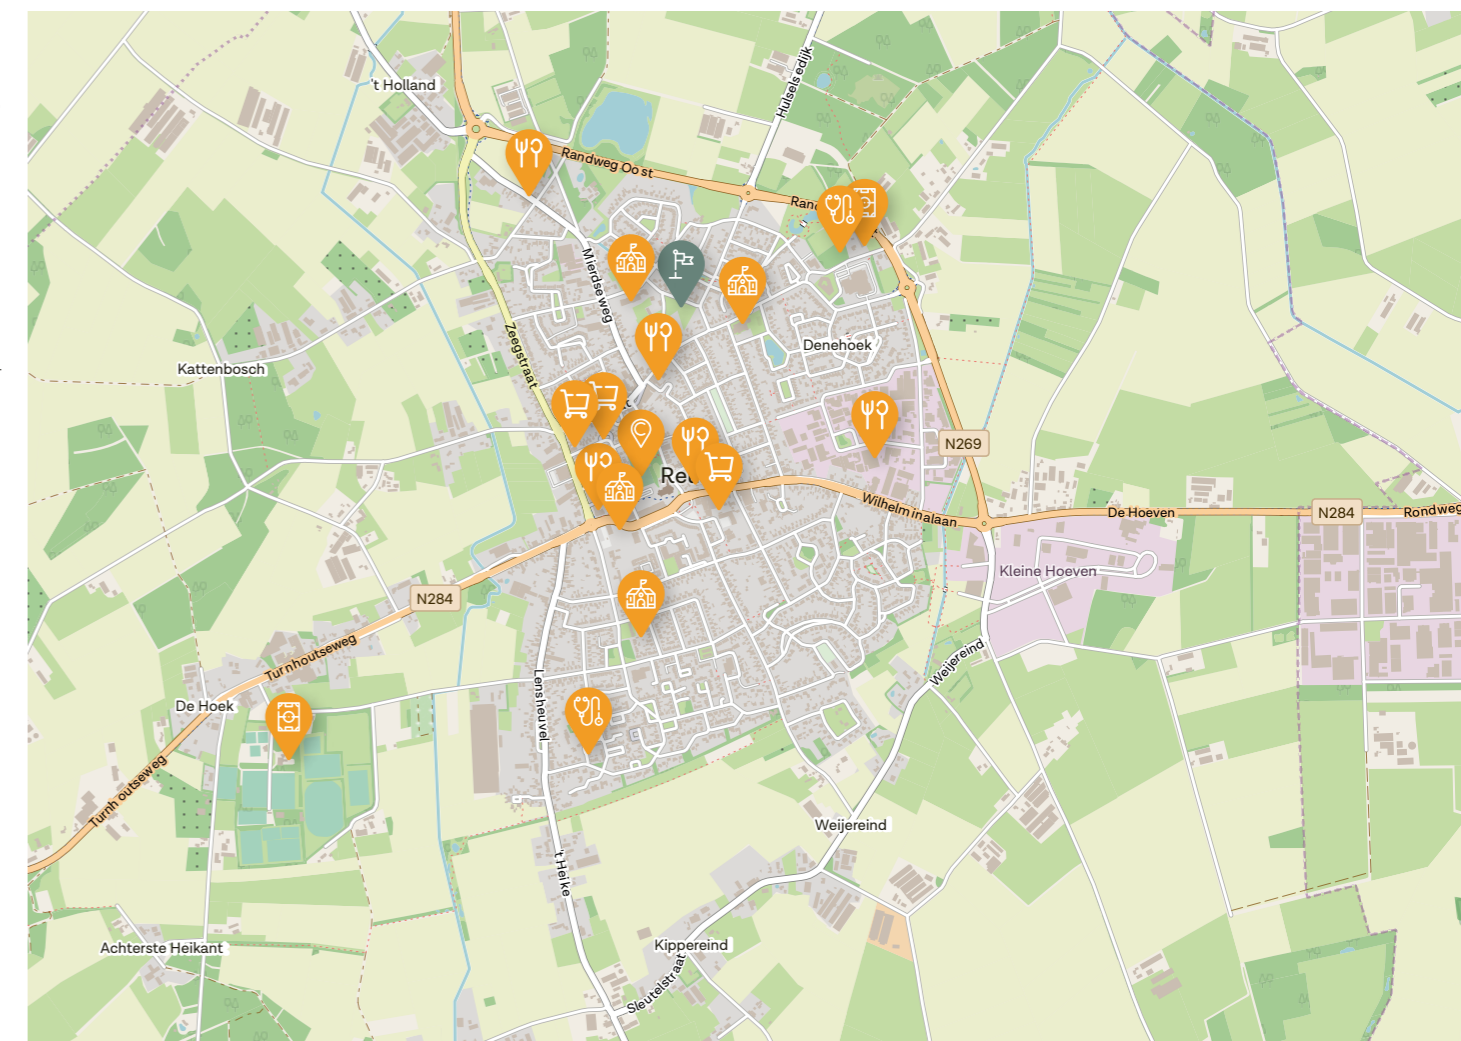 't Holland
Hulselsedijk
Randweg Oost
Mierdseweg
Zeegstraat
Denehoek
Kattenbosch
N269
Wilhelminalaan
De Hoeven
N284
Rondweg
Kleine Hoeven
N284
Turnhoutseweg
Weijereind
De Hoek
Lensheuvel
Turnhoutseweg
Weijereind
't Heike
Achterste Heikant
Kippereind
Sleutelstraat